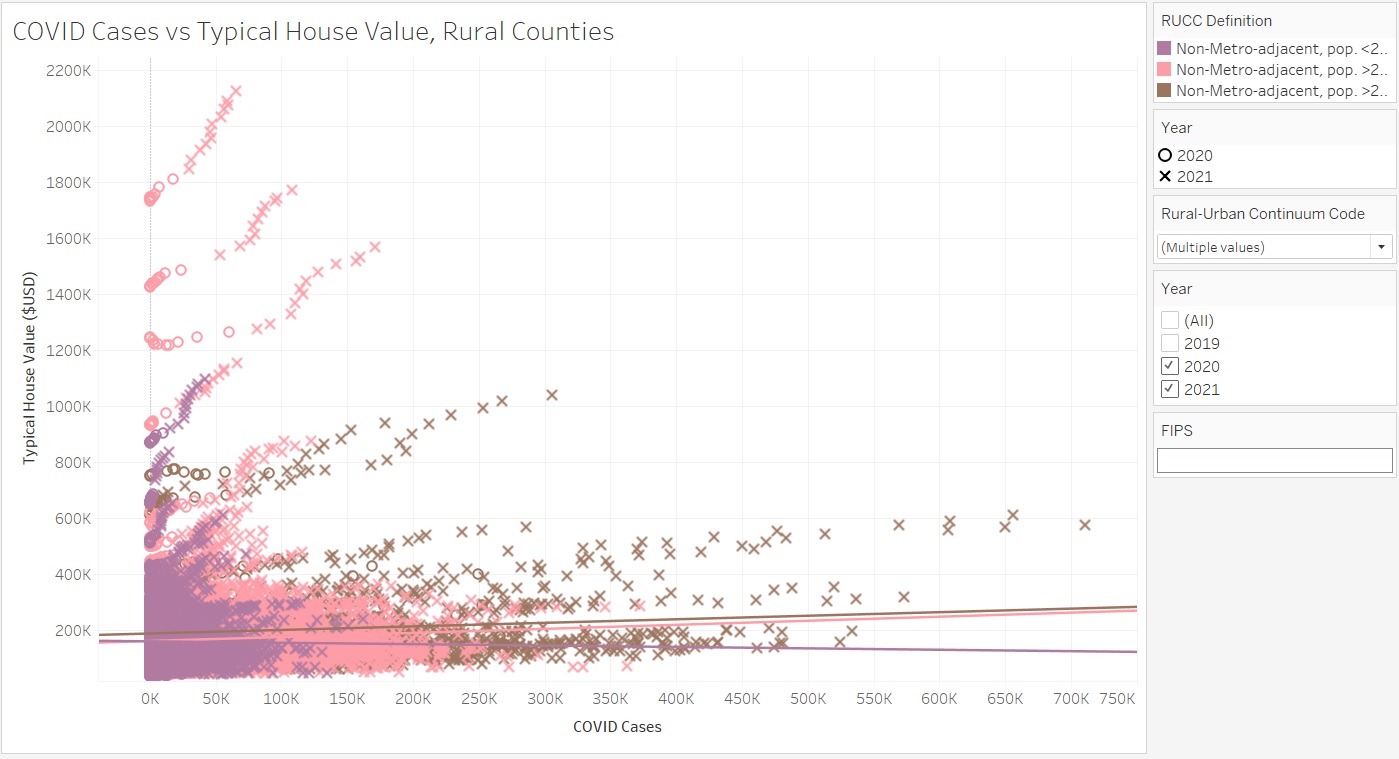 COVID Cases vs Typical House Value, Rural Counties
2200K
2000K
1800K
1600K
1400K
1200K
1000K
800K
600K
400K
200K
Typical House Value ($USD)
0K 50K 100K 150K 200K 250K 300K 350K 400K 450K 500K 550K 600K 650K 700K 750K
COVID Cases
RUCC Definition
Non-Metro-adjacent, pop. <2..
Non-Metro-adjacent, pop. >2..
Non-Metro-adjacent, pop. >2..
Year
2020
2021
Rural-Urban Continuum Code
(Multiple values)
Year
(All)
2019
2020
2021
FIPS